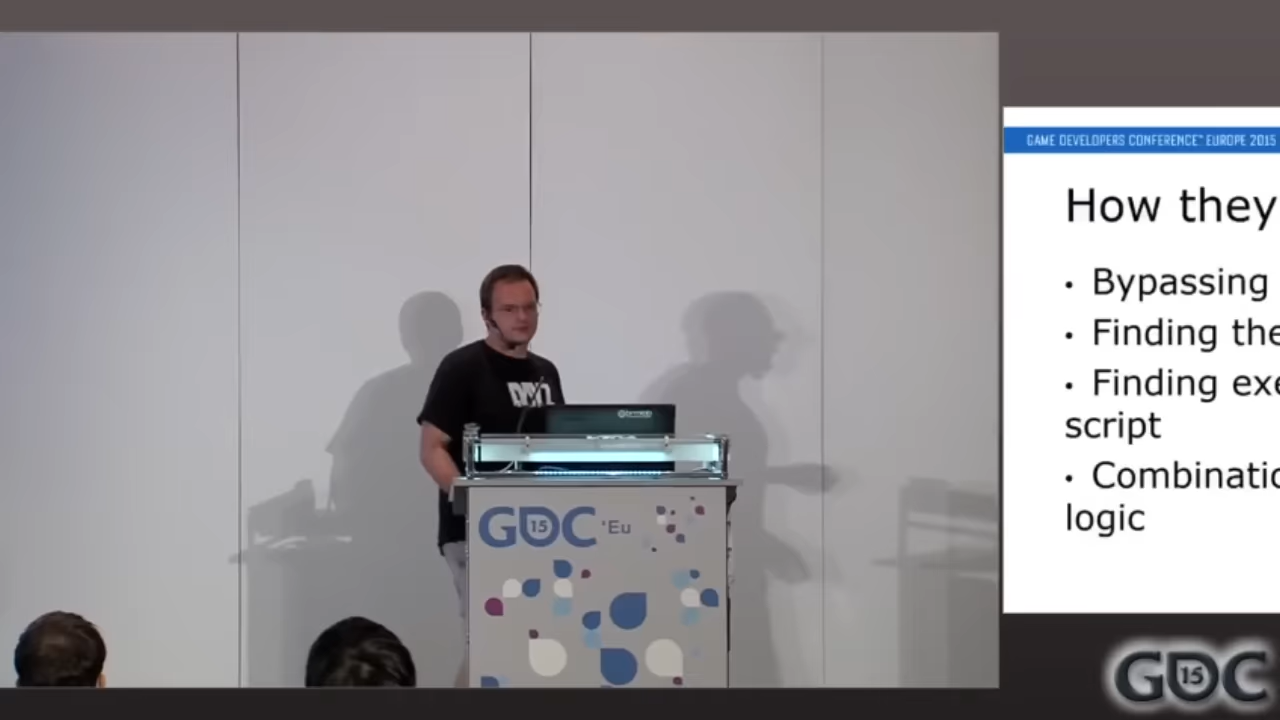 GAME DEVELOPERS CONFERENCE™ EUROPE 2015
How they
• Bypassing
• Finding the
• Finding exe
script
• Combinatio
logic
GDC 15 'Eu
GDC 15